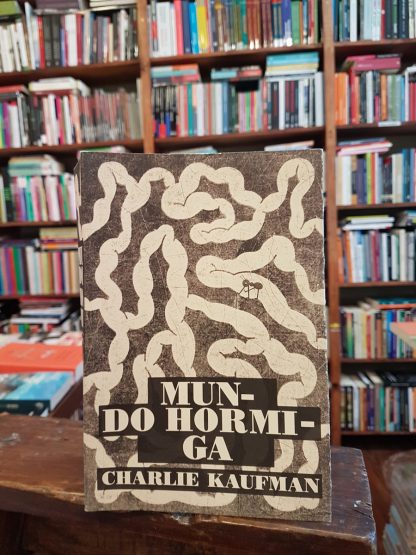 MUN-
DO HORMI-
GA
CHARLIE KAUFMAN